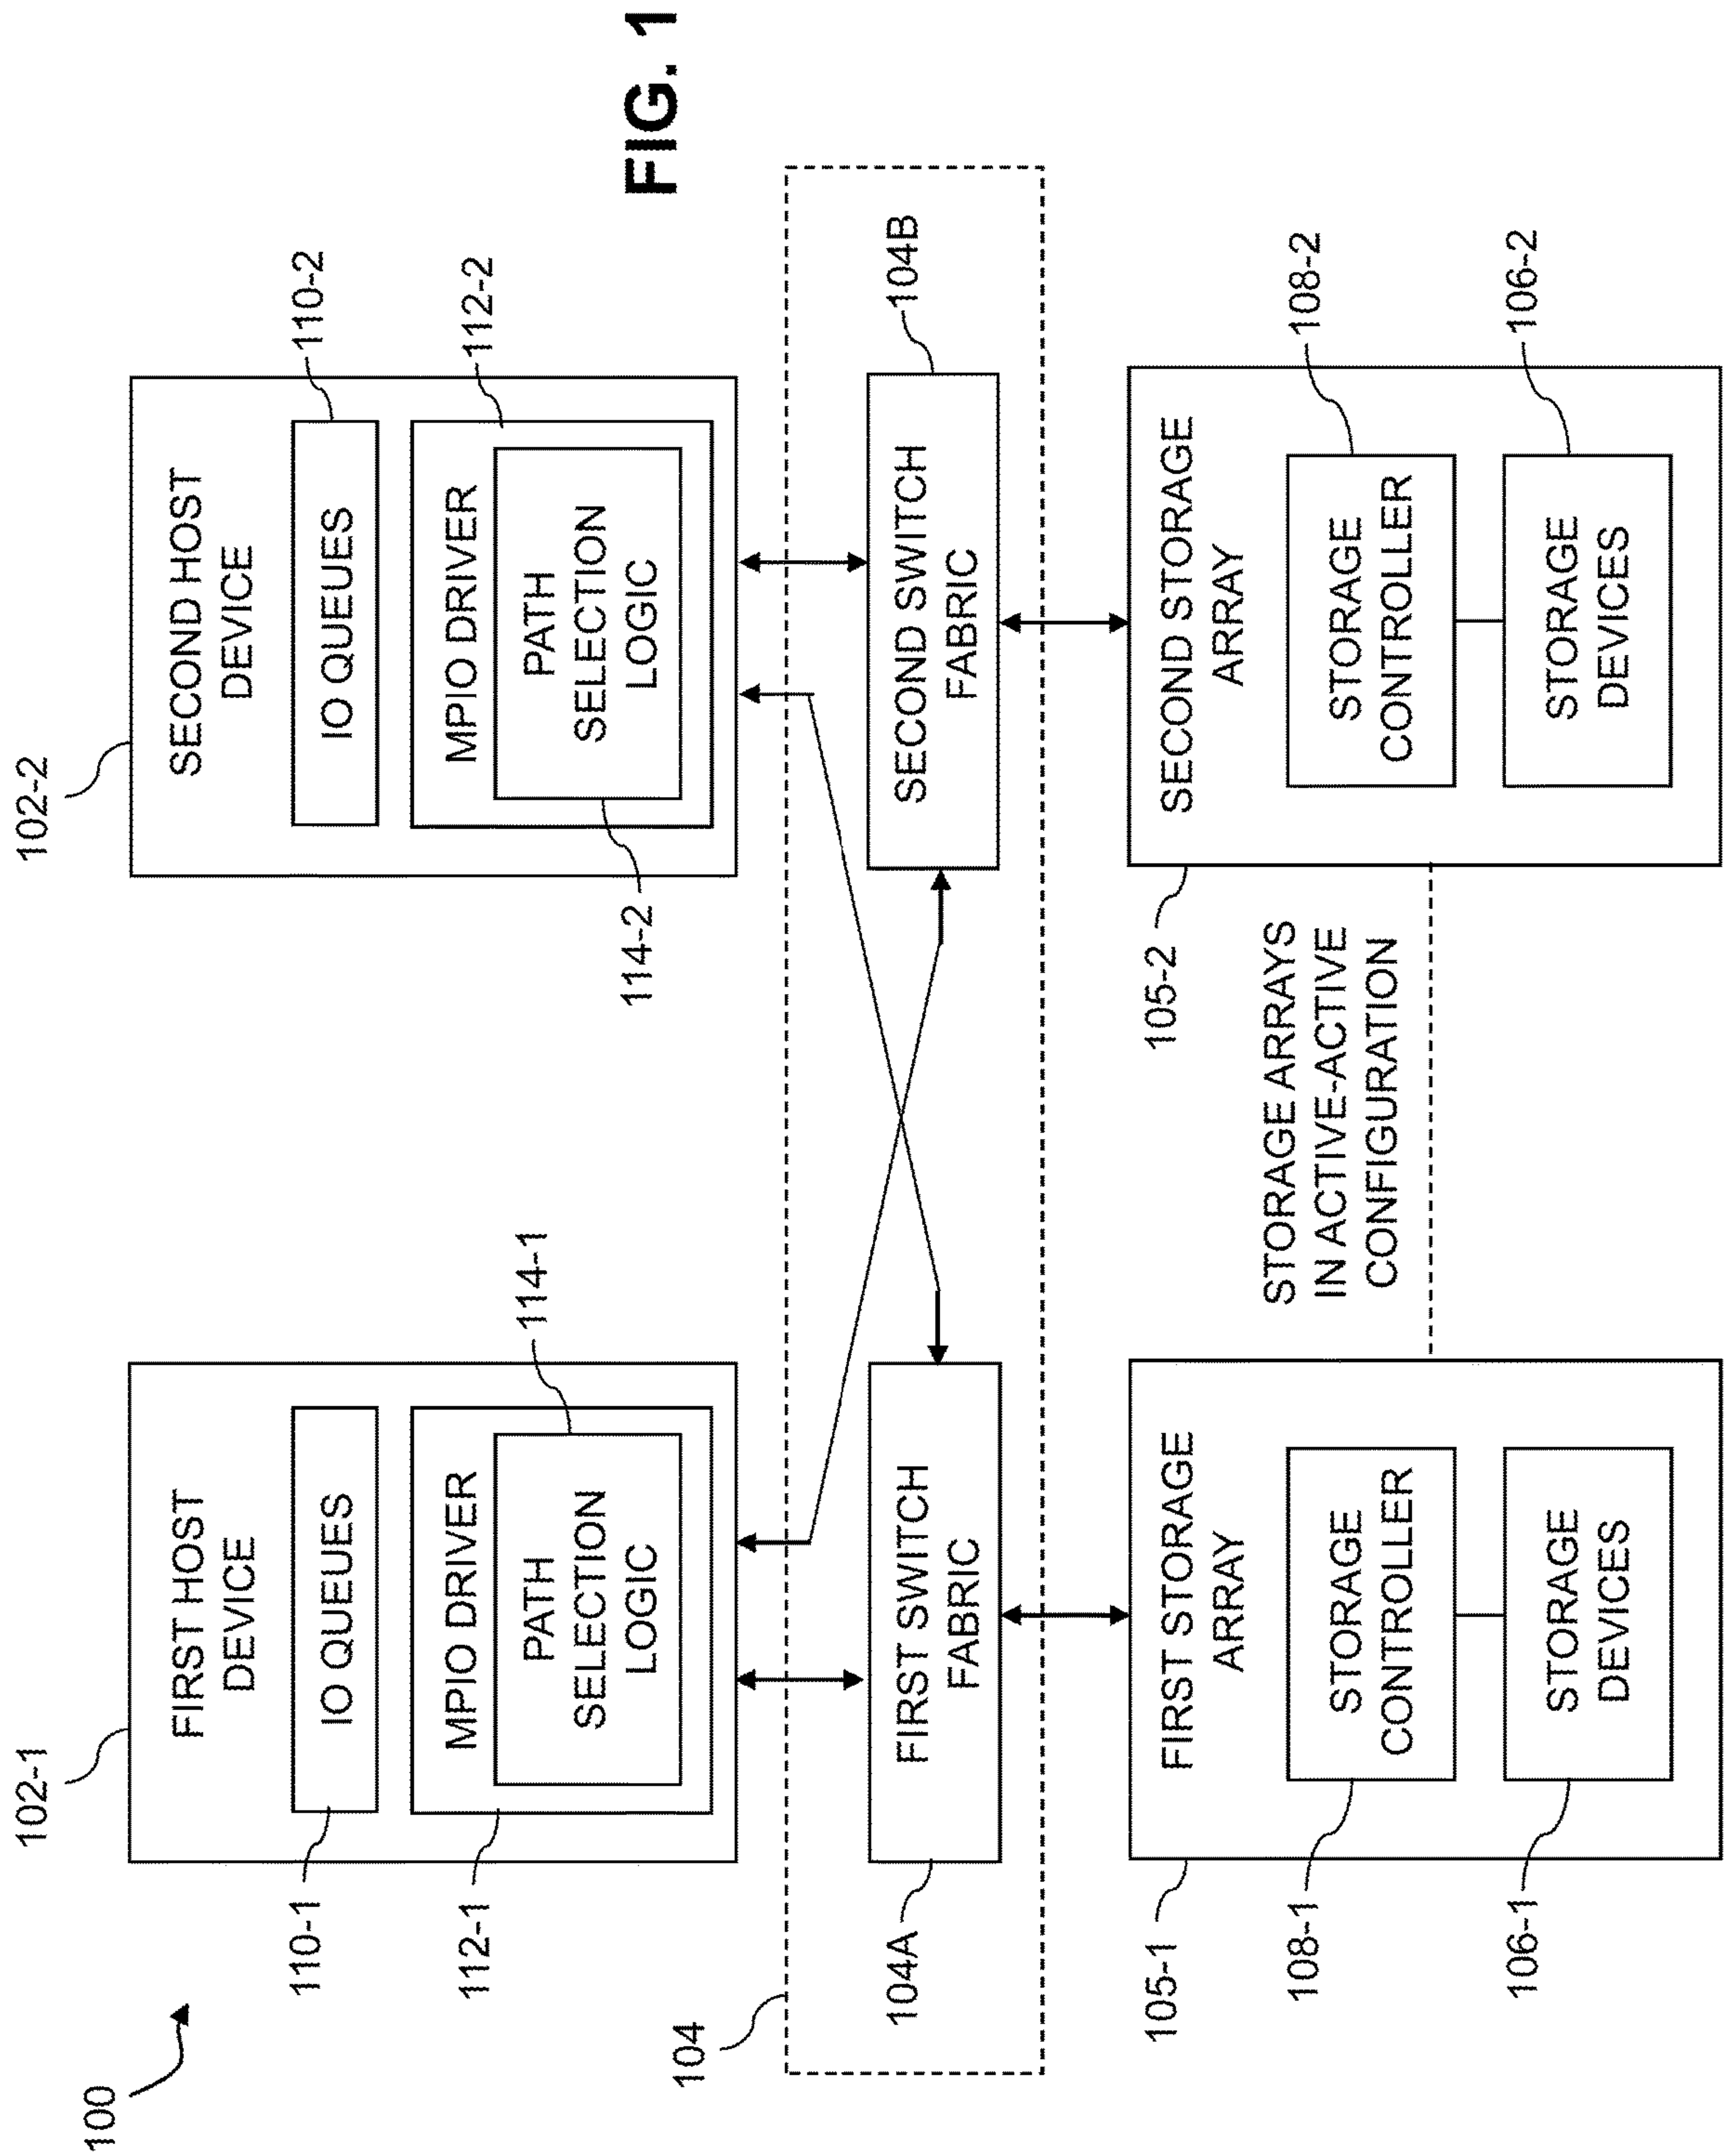 100
102-1
FIRST HOST
DEVICE
110-1
IO QUEUES
112-1
MPIO DRIVER
PATH
SELECTION
LOGIC
114-1
102-2
SECOND HOST
DEVICE
110-2
IO QUEUES
112-2
MPIO DRIVER
PATH
SELECTION
LOGIC
114-2
104
104A
FIRST SWITCH
FABRIC
SECOND SWITCH
FABRIC
104B
105-1
FIRST STORAGE
ARRAY
108-1
STORAGE
CONTROLLER
106-1
STORAGE
DEVICES
STORAGE ARRAYS
IN ACTIVE-ACTIVE
CONFIGURATION
105-2
SECOND STORAGE
ARRAY
STORAGE
CONTROLLER
108-2
STORAGE
DEVICES
106-2
FIG. 1